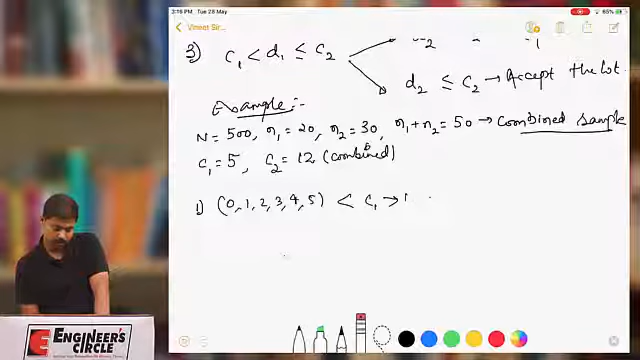 3:16 PM Tue 28 May
65%
Vineet Sir...
3) C₁ < d₁ ≤ C₂
d₂ ≤ C₂ → Accept the lot
Example :-
N = 500, n₁ = 20, n₂ = 30, n₁ + n₂ = 50 → Combined sample
C₁ = 5, C₂ = 12 (combined)
1) (0, 1, 2, 3, 4, 5) < C₁ →
ENGINEER'S
CIRCLE